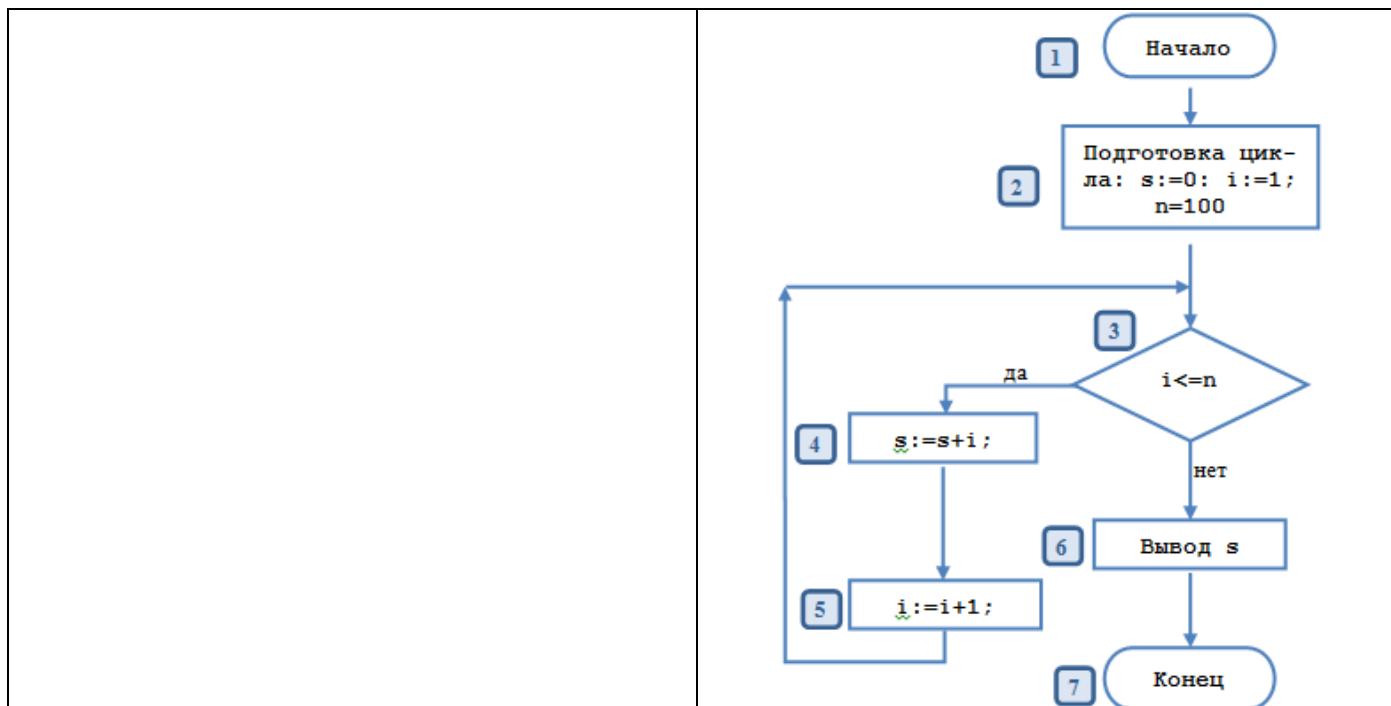 1
Начало
2
Подготовка цик-
ла: s:=0: i:=1;
n=100
3
i<=n
да
4
s:=s+i;
нет
6
Вывод s
5
i:=i+1;
7
Конец